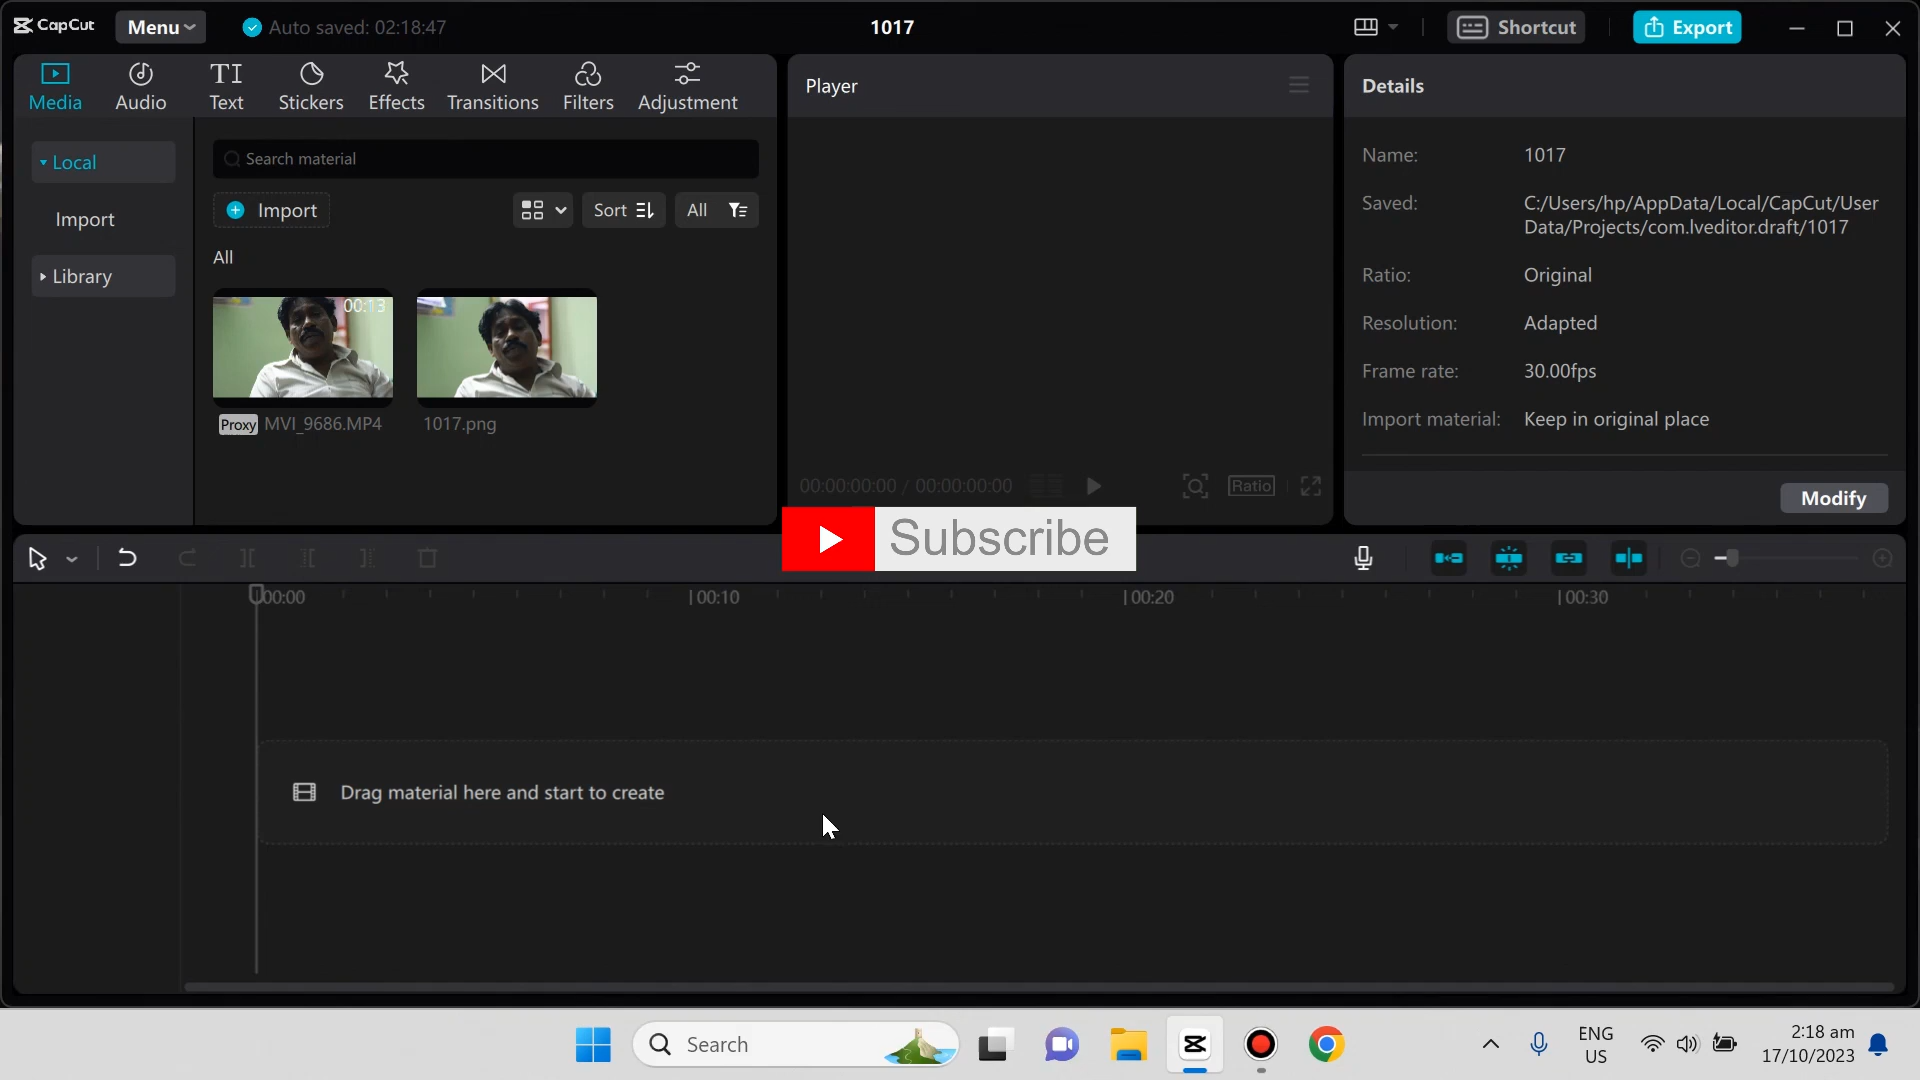 CapCut
Menu
Auto saved: 02:18:47
1017
Shortcut
Export
Media
Audio
TI
Text
Stickers
Effects
Transitions
Filters
Adjustment
Local
Import
Library
Search material
Import
Sort
All
All
00:13
Proxy
MVI_9686.MP4
1017.png
Player
00:00:00:00 / 00:00:00:00
Ratio
Details
Name: 1017
Saved: C:/Users/hp/AppData/Local/CapCut/User
Data/Projects/com.lveditor.draft/1017
Ratio: Original
Resolution: Adapted
Frame rate: 30.00fps
Import material: Keep in original place
Modify
Subscribe
00:00
00:10
00:20
00:30
Drag material here and start to create
Search
ENG
US
2:18 am
17/10/2023